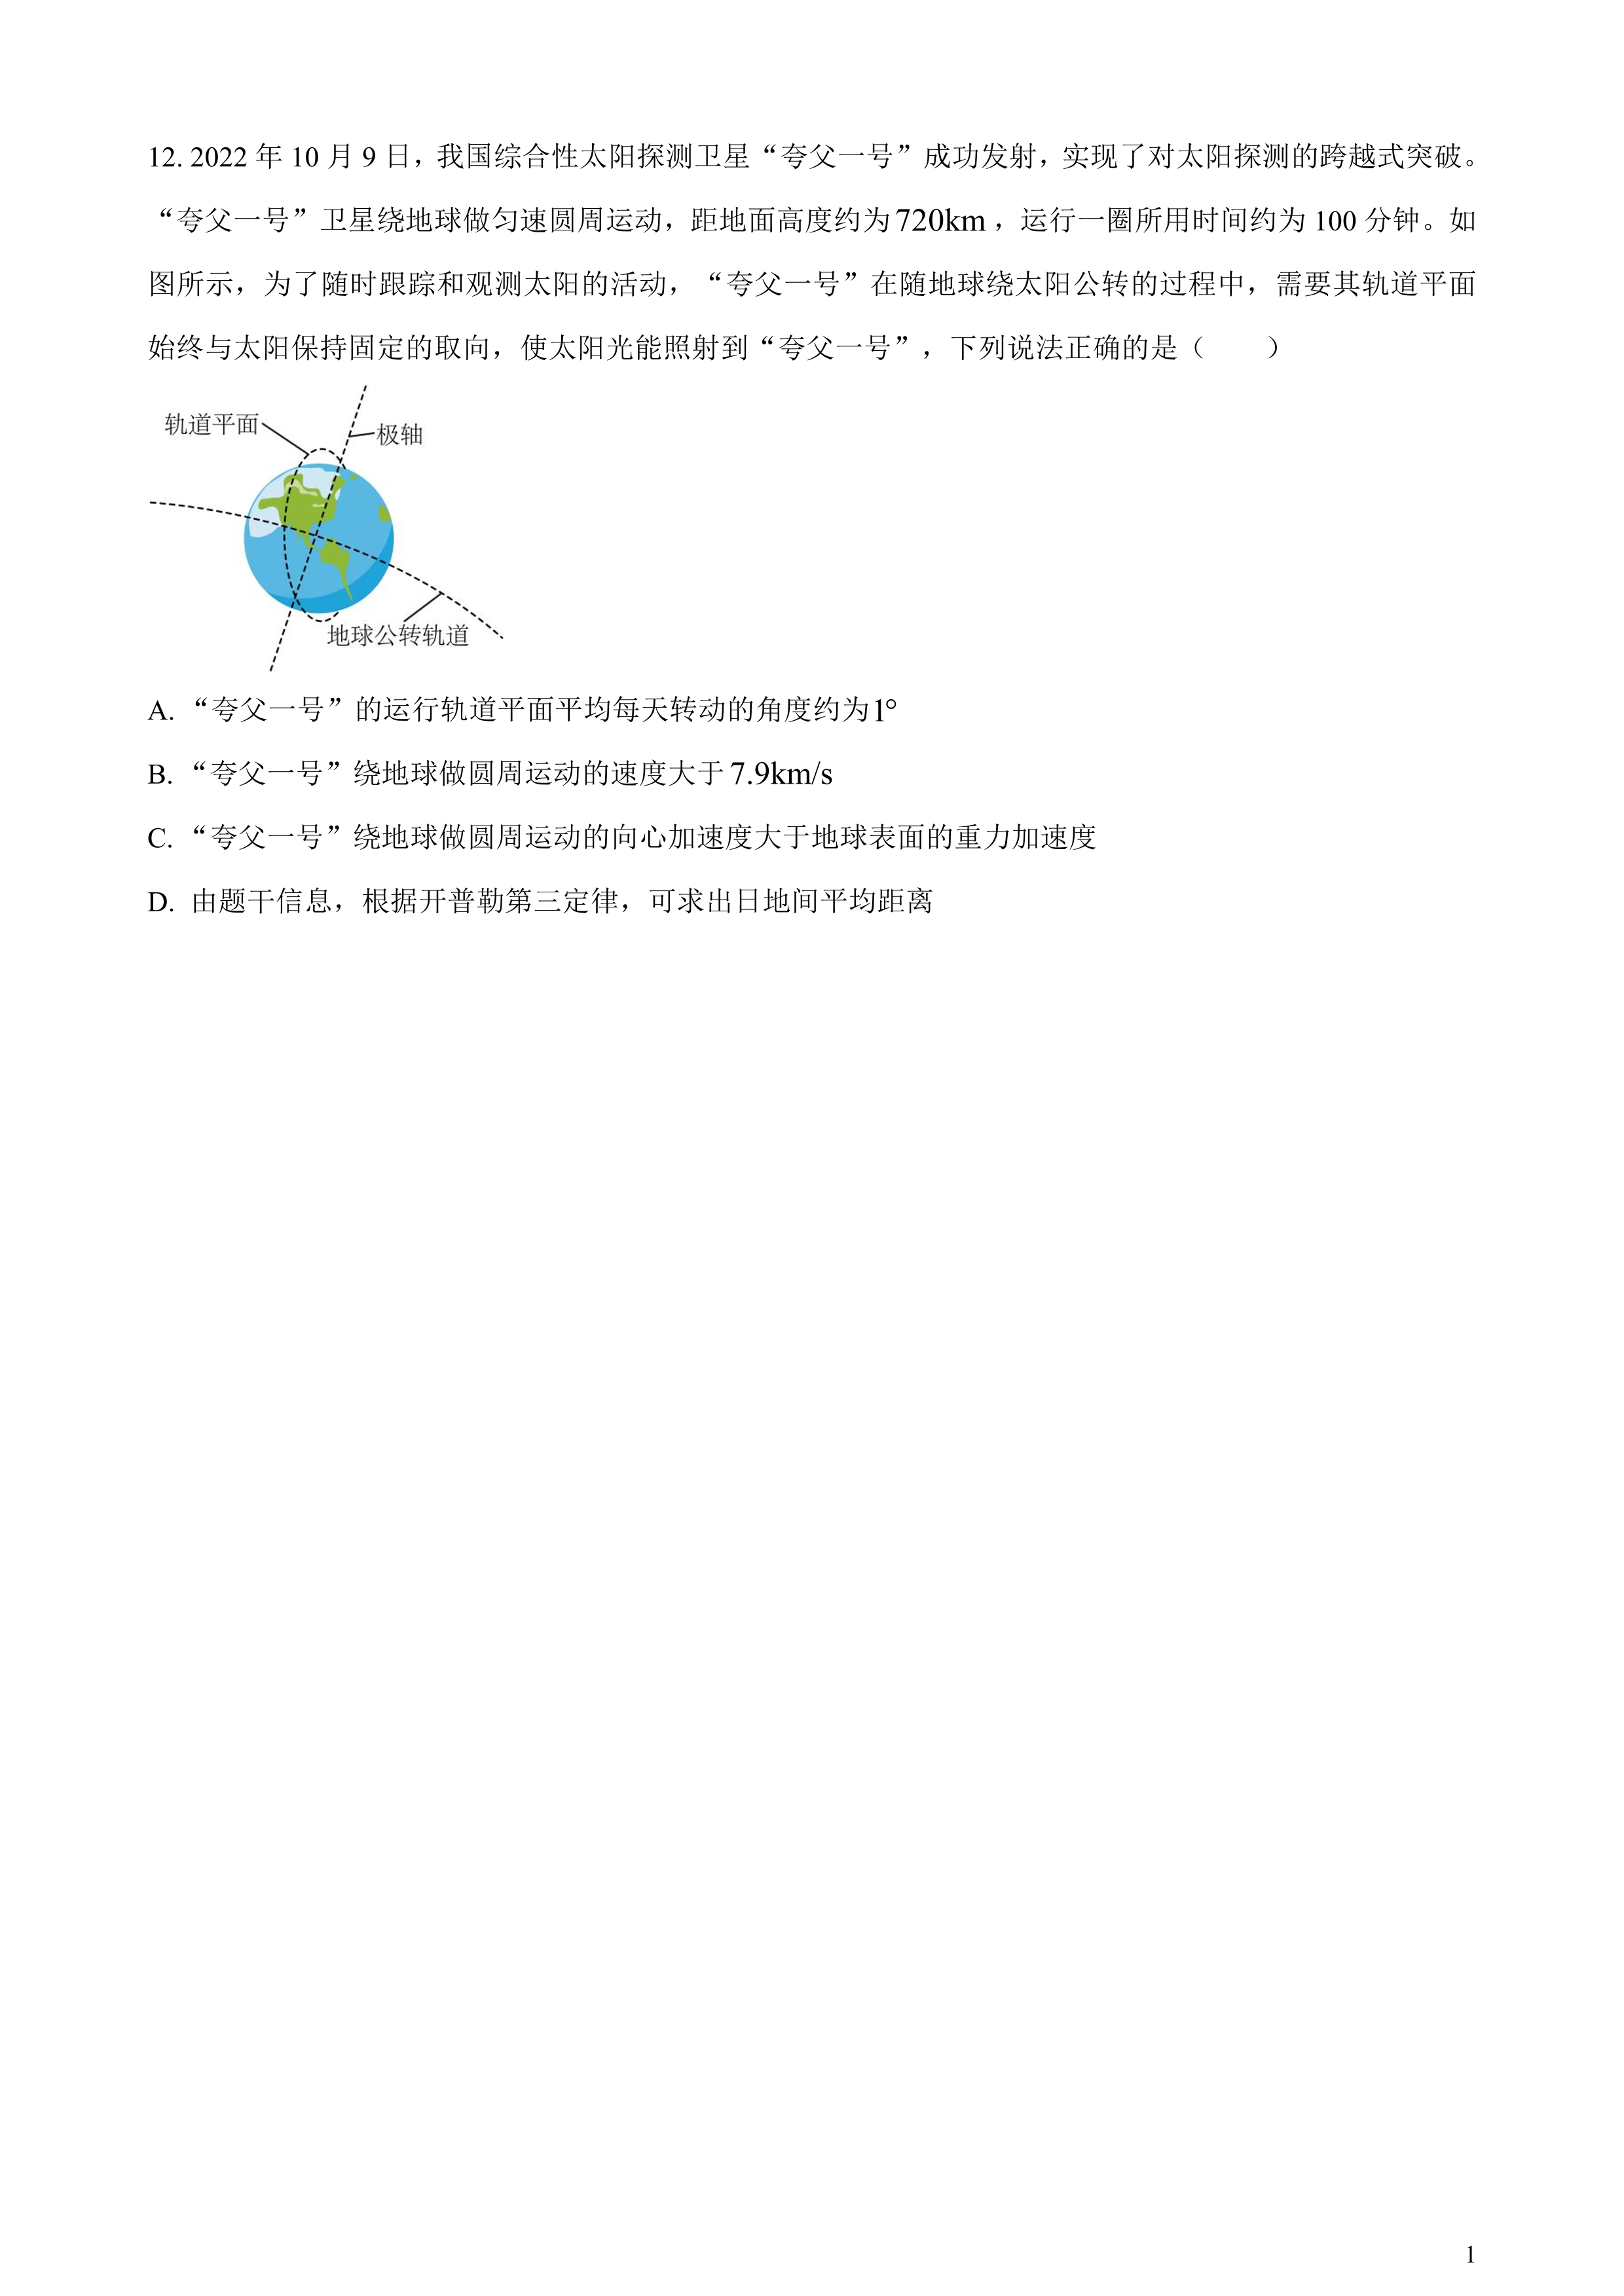 12. 2022 年 10 月 9 日，我国综合性太阳探测卫星“夸父一号”成功发射，实现了对太阳探测的跨越式突破。
“夸父一号”卫星绕地球做匀速圆周运动，距地面高度约为720km，运行一圈所用时间约为 100 分钟。如
图所示，为了随时跟踪和观测太阳的活动，“夸父一号”在随地球绕太阳公转的过程中，需要其轨道平面
始终与太阳保持固定的取向，使太阳光能照射到“夸父一号”，下列说法正确的是（　　）
轨道平面
极轴
地球公转轨道
A. “夸父一号”的运行轨道平面平均每天转动的角度约为1°
B. “夸父一号”绕地球做圆周运动的速度大于7.9km/s
C. “夸父一号”绕地球做圆周运动的向心加速度大于地球表面的重力加速度
D. 由题干信息，根据开普勒第三定律，可求出日地间平均距离
1